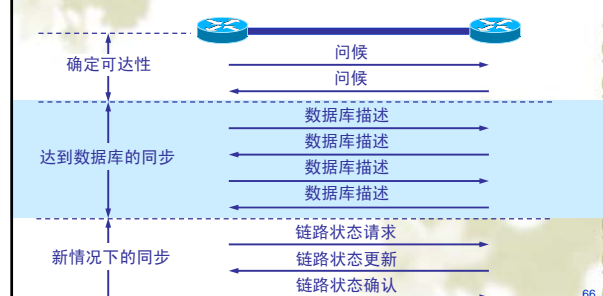 确定可达性
问候
问候
达到数据库的同步
数据库描述
数据库描述
数据库描述
数据库描述
新情况下的同步
链路状态请求
链路状态更新
链路状态确认
66